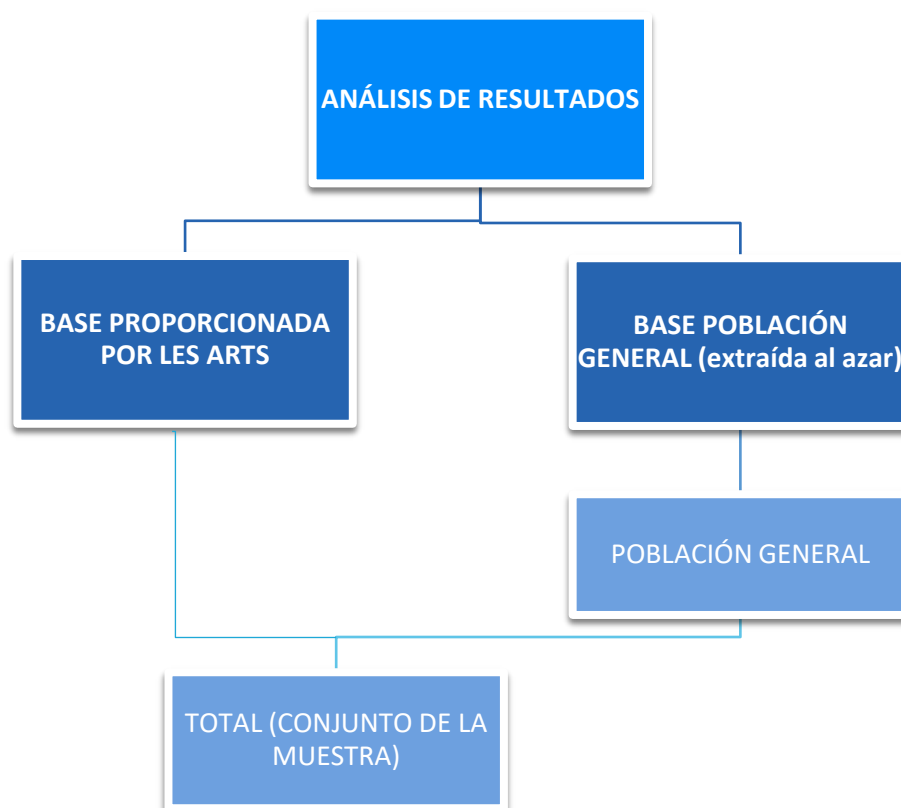 ANÁLISIS DE RESULTADOS
BASE PROPORCIONADA
POR LES ARTS
BASE POBLACIÓN
GENERAL (extraída al azar)
POBLACIÓN GENERAL
TOTAL (CONJUNTO DE LA
MUESTRA)